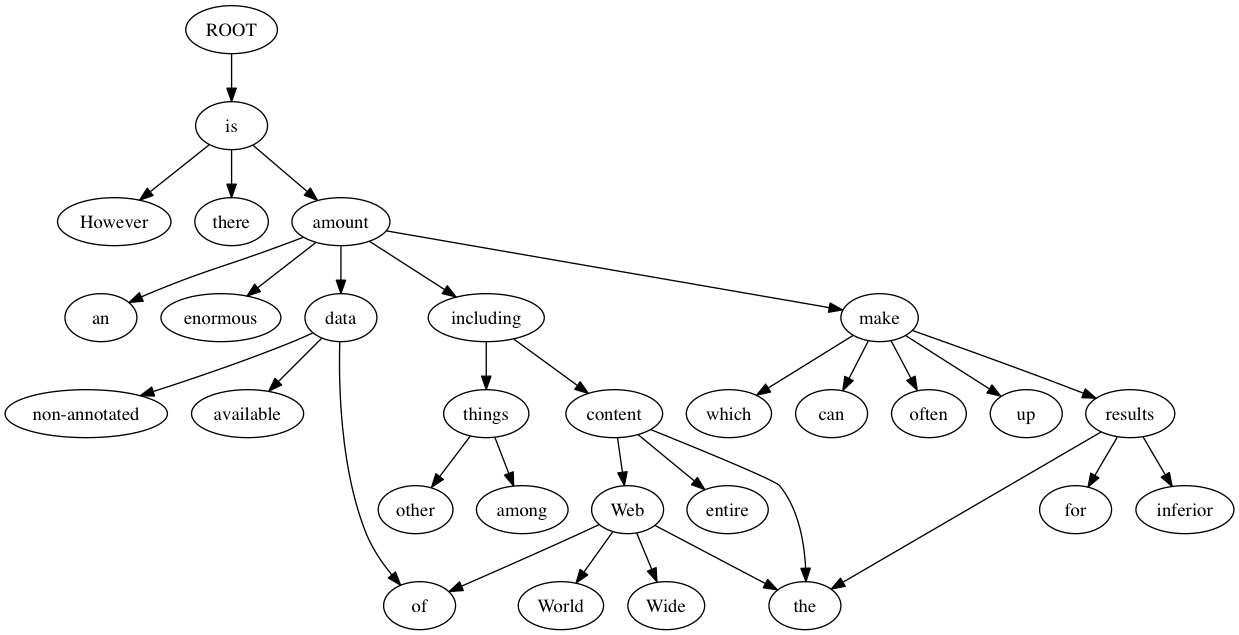 ROOT
is
However there amount
an enormous data including make
non-annotated available things content which can often up results
other among Web entire for inferior
of World Wide the